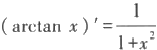 (arctan x)′ = 1/(1+x²)